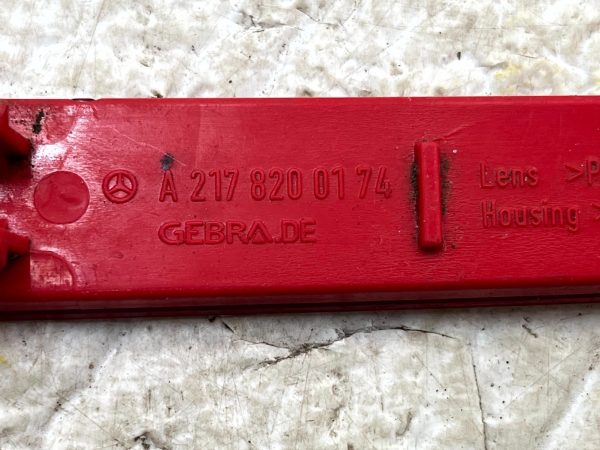 A 217 820 01 74
GEBRA.DE
Lens >P
Housing >